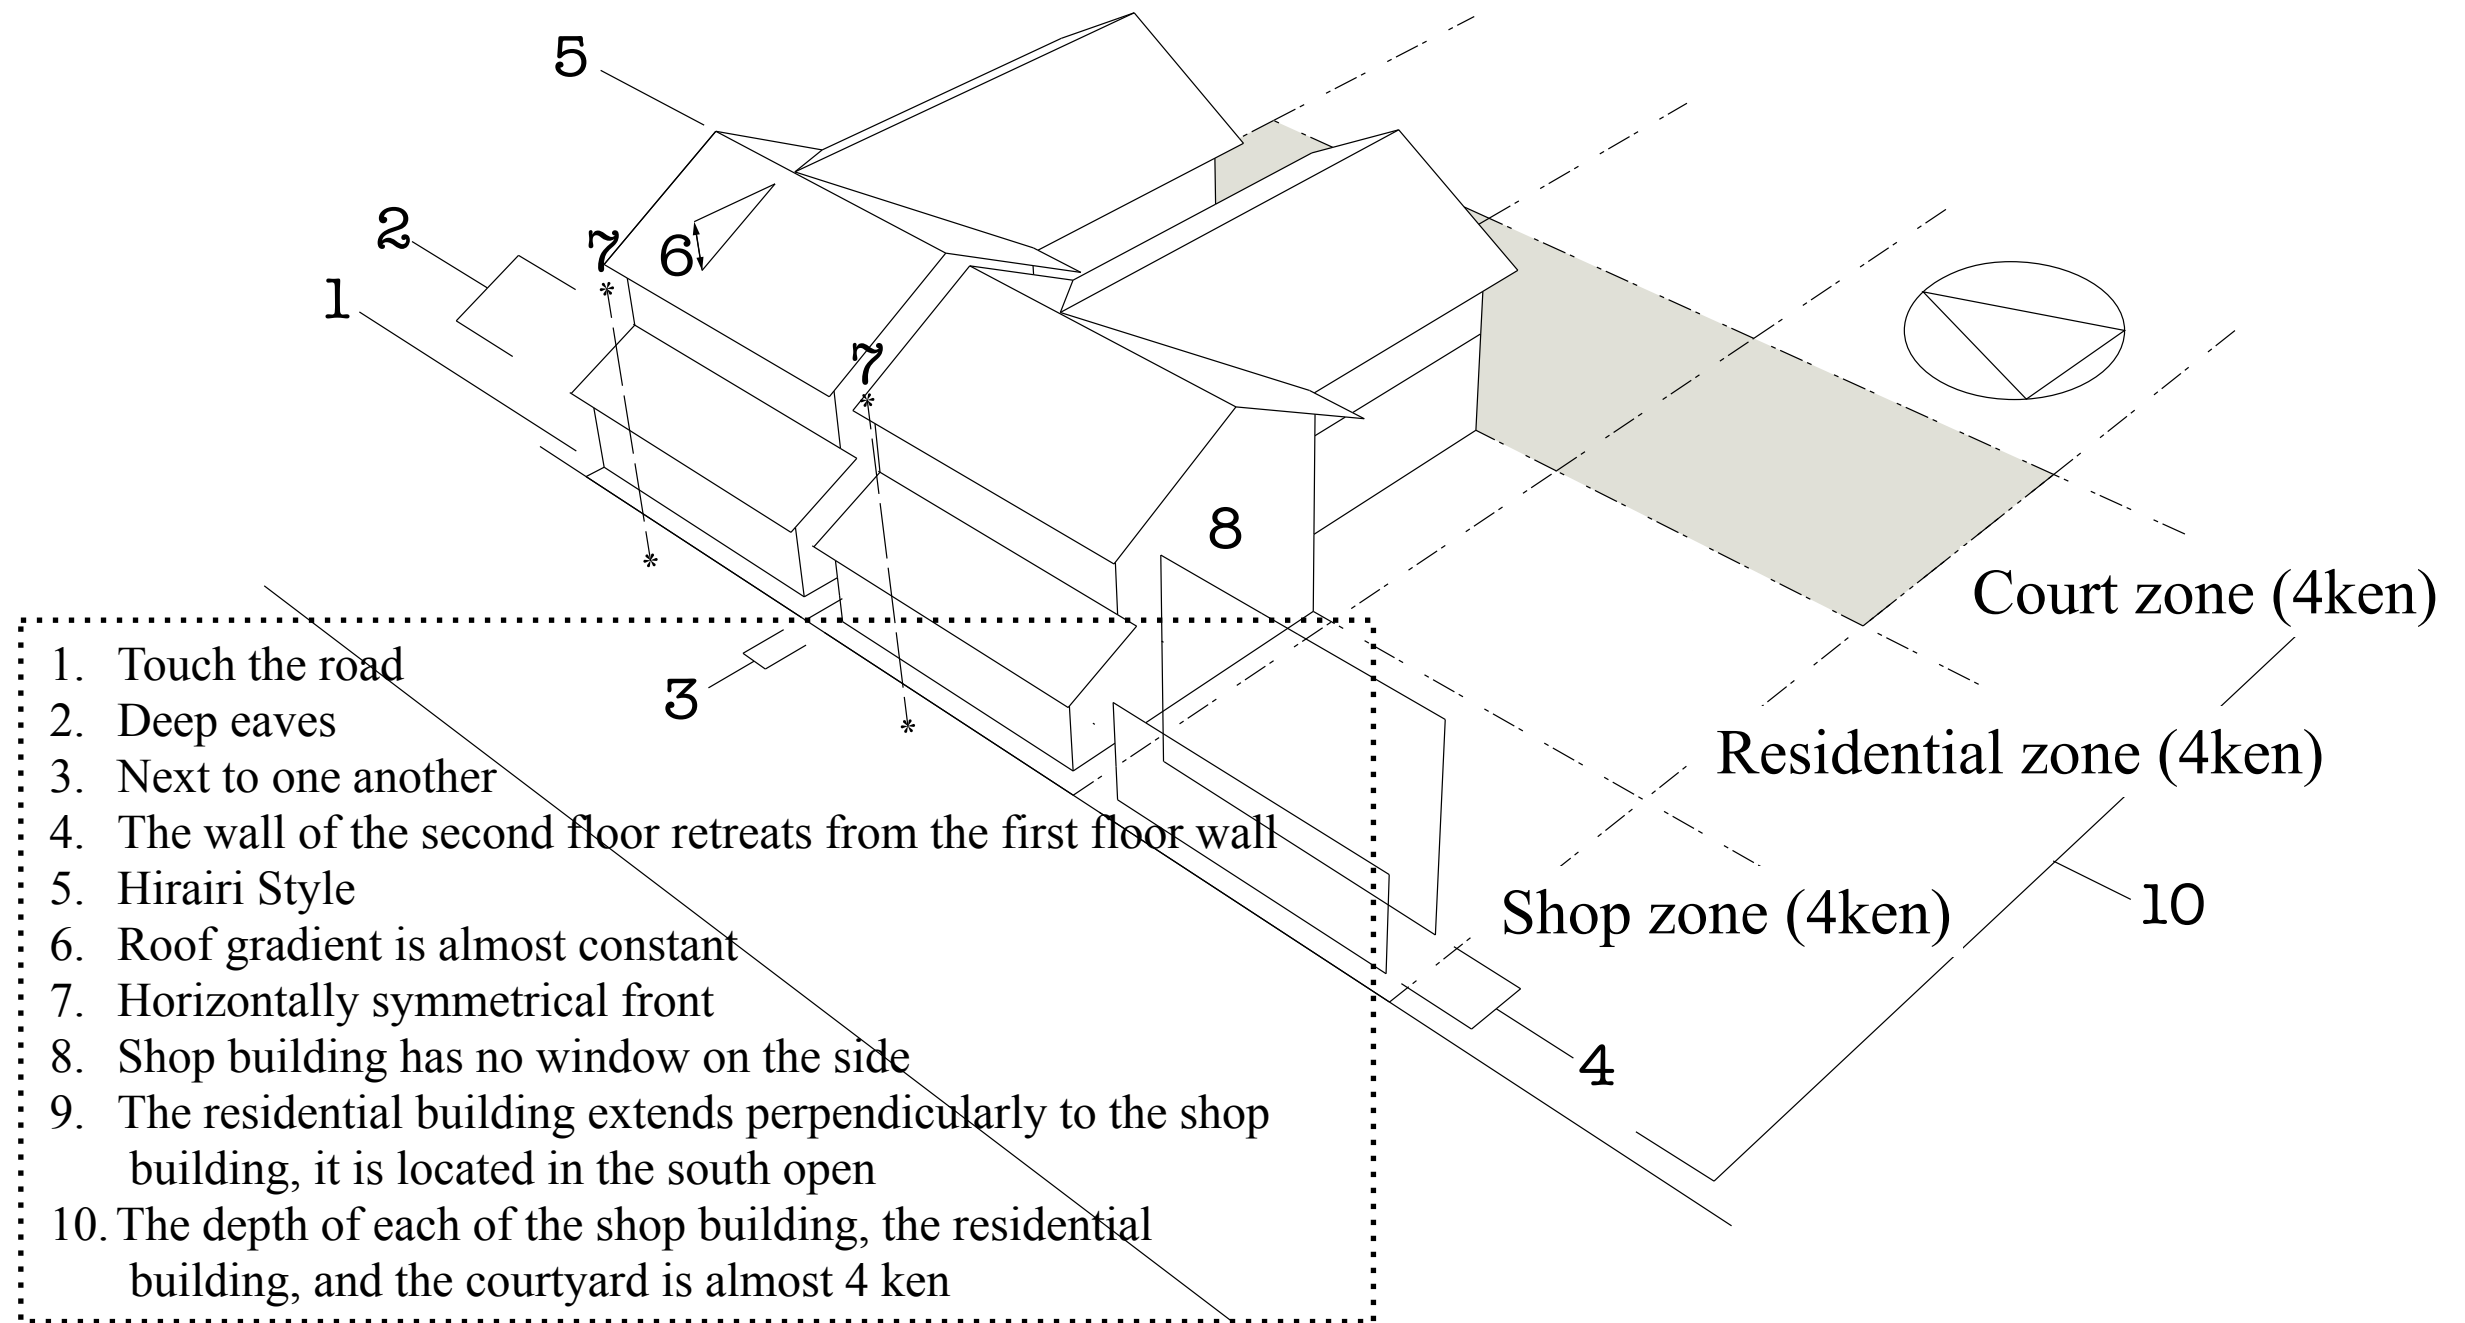 5
2
7
6
1
7
8
3
Court zone (4ken)
Residential zone (4ken)
Shop zone (4ken)
10
4
1. Touch the road
2. Deep eaves
3. Next to one another
4. The wall of the second floor retreats from the first floor wall
5. Hirairi Style
6. Roof gradient is almost constant
7. Horizontally symmetrical front
8. Shop building has no window on the side
9. The residential building extends perpendicularly to the shop
building, it is located in the south open
10. The depth of each of the shop building, the residential
building, and the courtyard is almost 4 ken